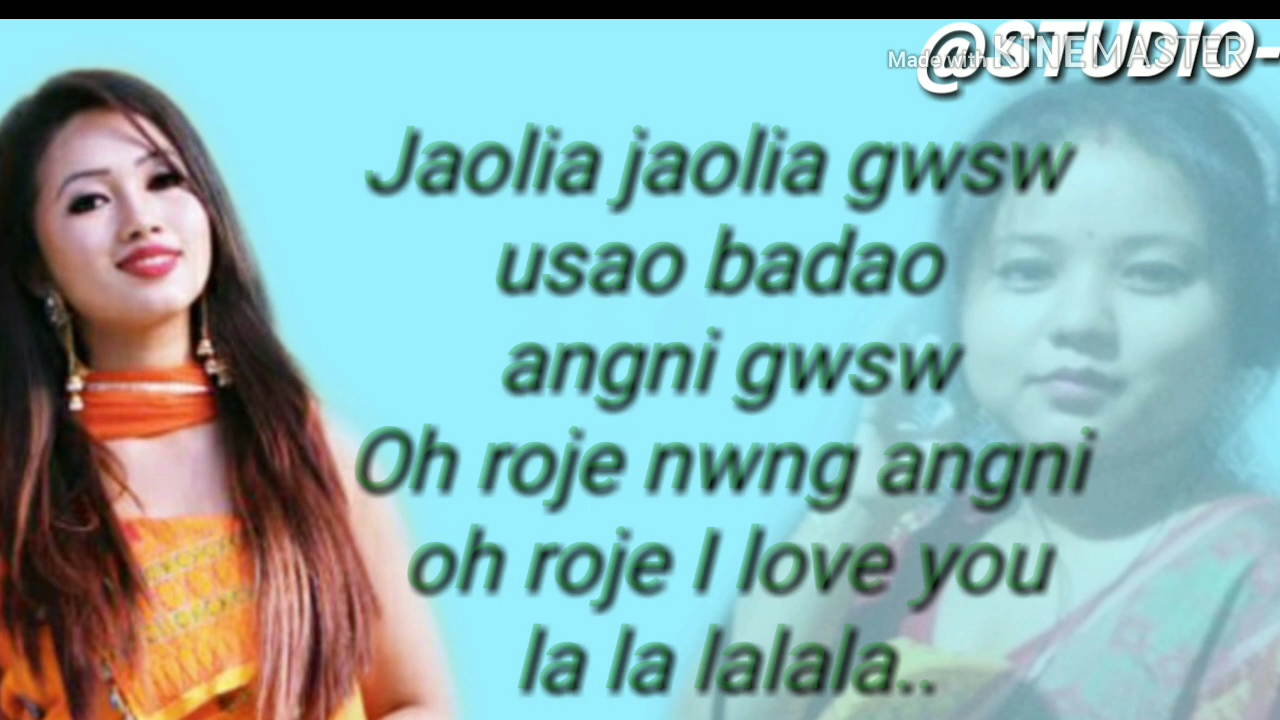 @STUDIO-
Made with KINEMASTER
Jaolia jaolia gwsw
usao badao
angni gwsw
Oh roje nwng angni
oh roje I love you
la la lalala..